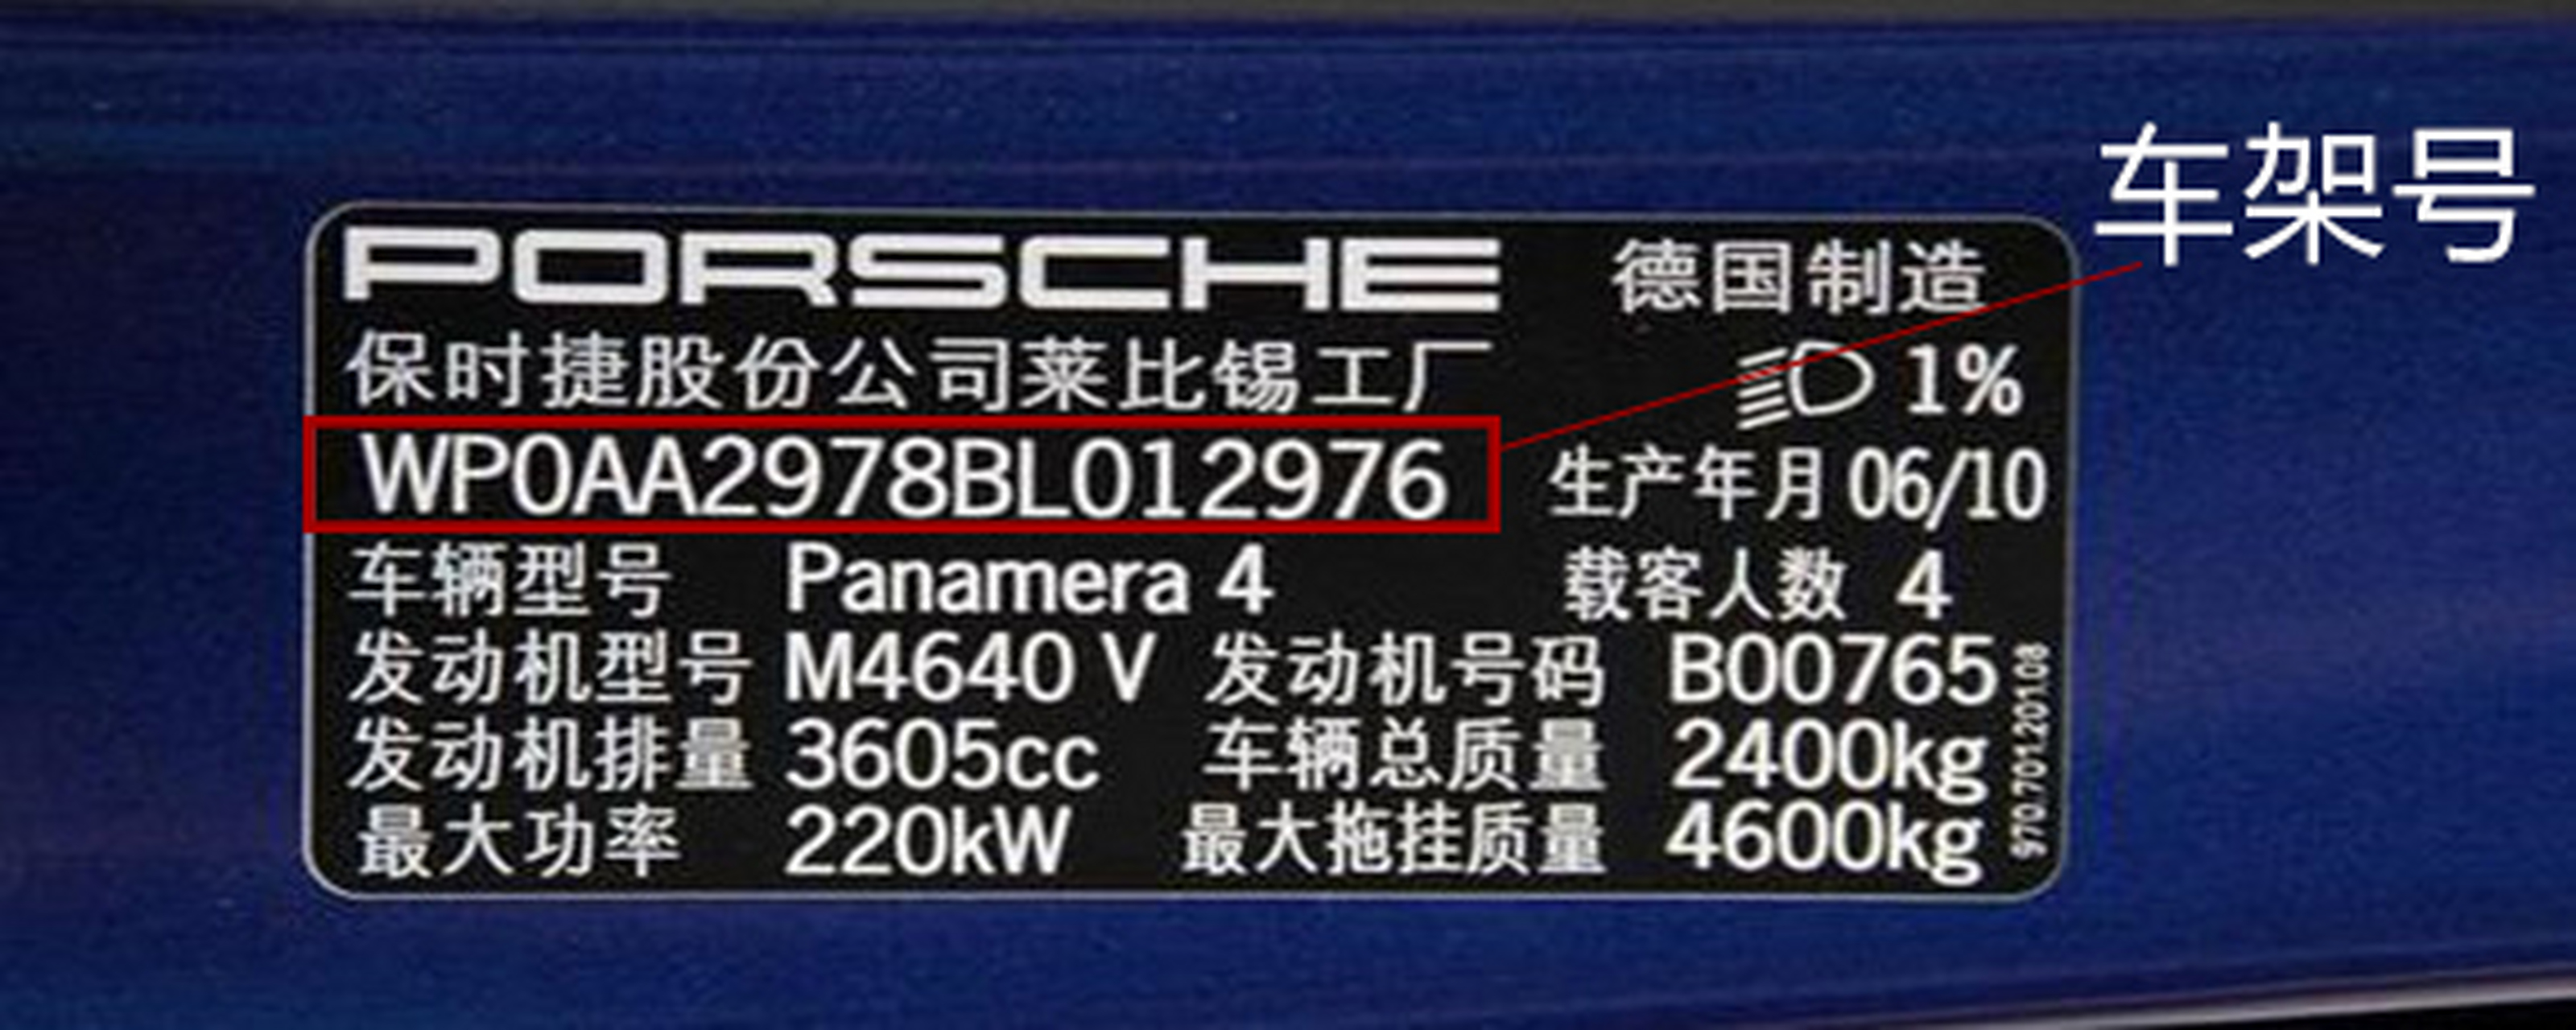 车架号
PORSCHE 德国制造
保时捷股份公司莱比锡工厂 1%
WP0AA2978BL012976 生产年月 06/10
车辆型号 Panamera 4 载客人数 4
发动机型号 M4640 V 发动机号码 B00765
发动机排量 3605cc 车辆总质量 2400kg
最大功率 220kW 最大拖挂质量 4600kg
970.701.201.08